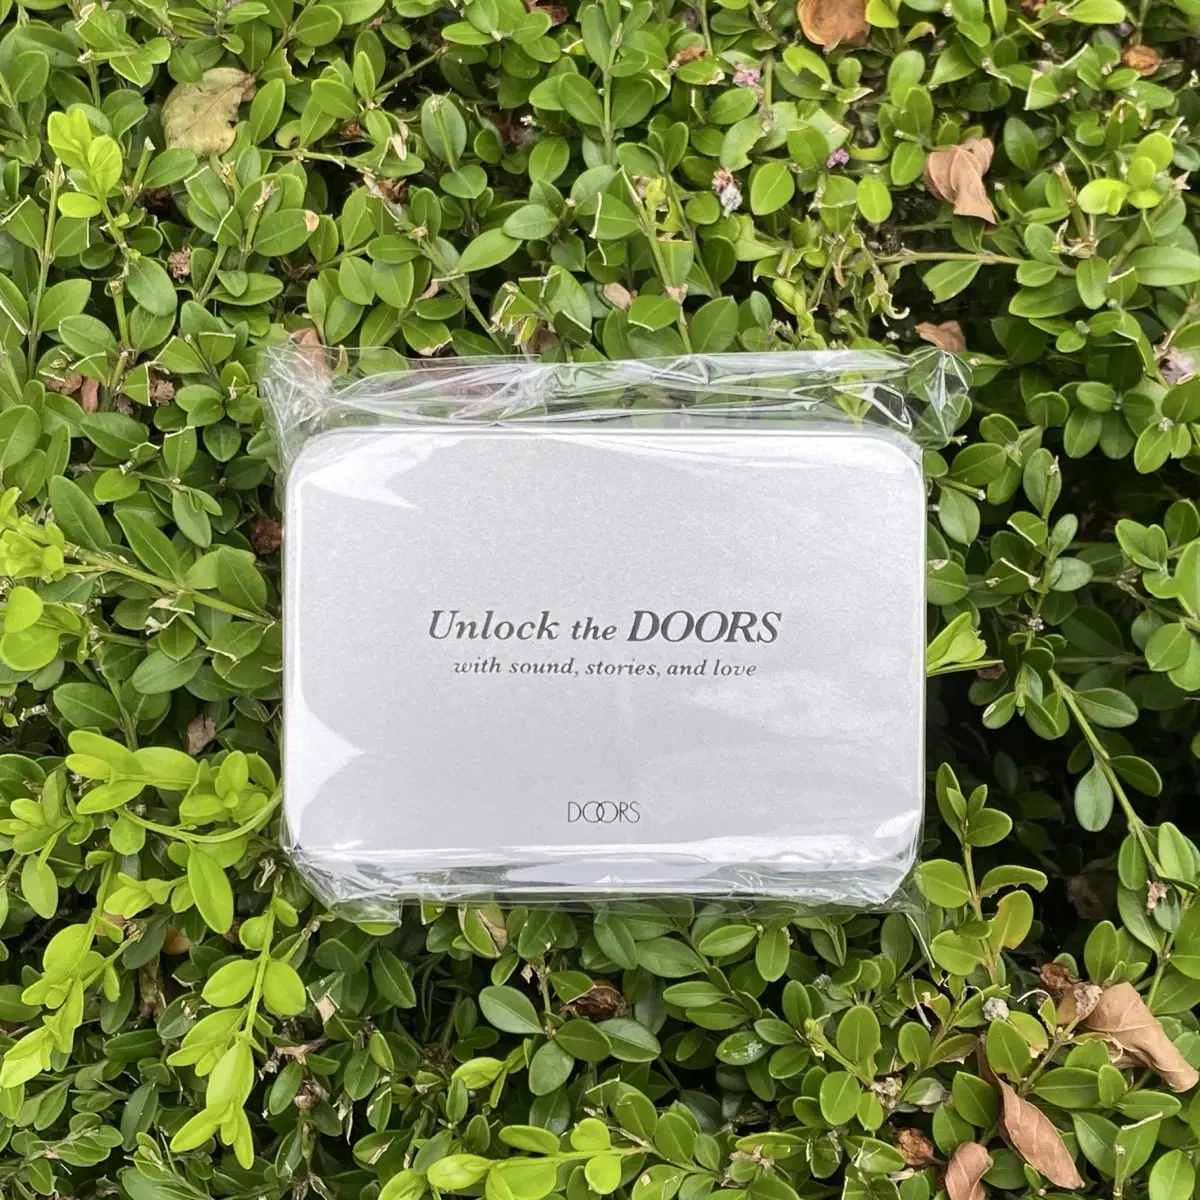 Unlock the DOORS
with sound, stories, and love
DOORS